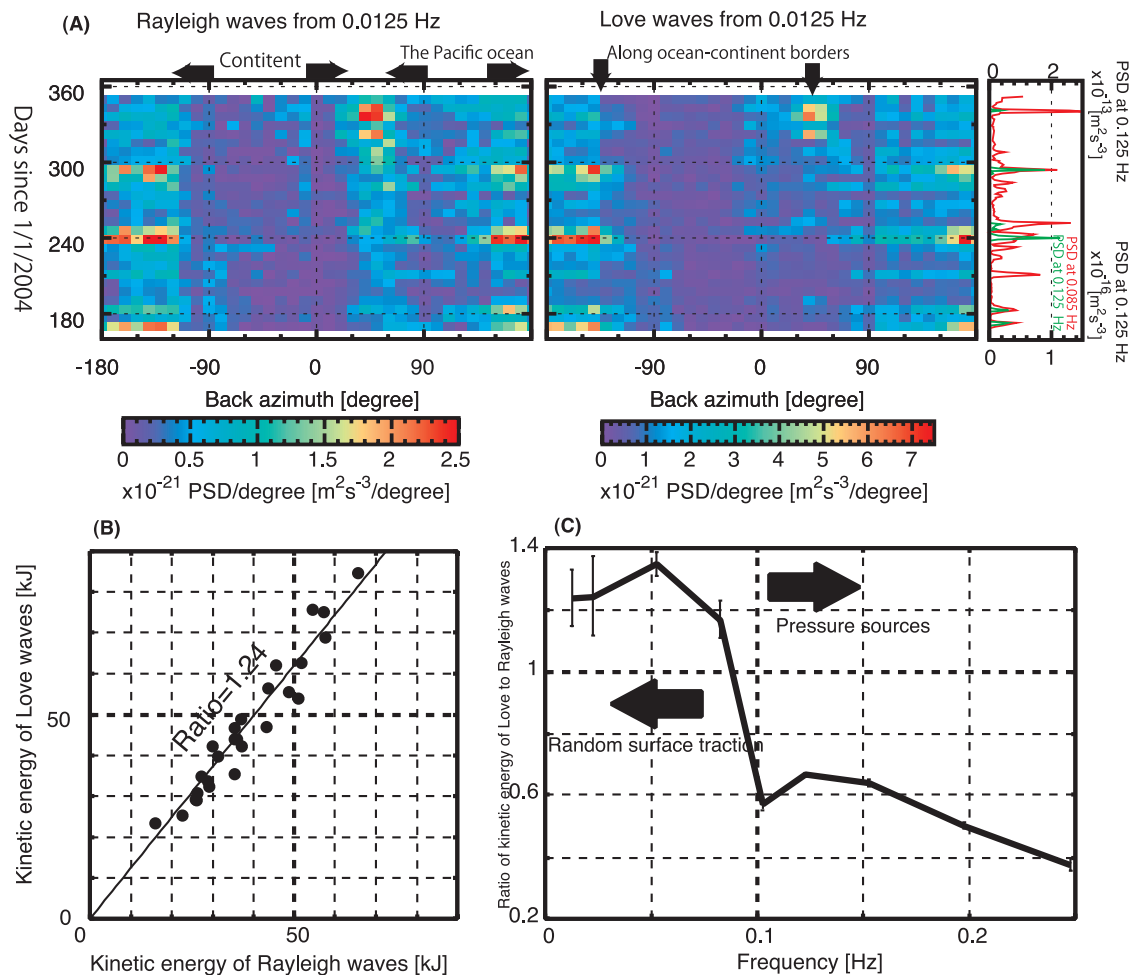 (A)
Rayleigh waves from 0.0125 Hz
Love waves from 0.0125 Hz
Contitent
The Pacific ocean
Along ocean-continent borders
Days since 1/1/2004
360
300
240
180
-180
-90
0
90
-90
0
90
Back azimuth [degree]
Back azimuth [degree]
0
2
PSD at 0.125 Hz
x10-13[m2s-3]
PSD at 0.125 Hz
x10-16[m2s-3]
PSD at 0.085 Hz
PSD at 0.125 Hz
0
1
0
0.5
1
1.5
2
2.5
x10-21 PSD/degree [m2s-3/degree]
0
1
2
3
4
5
6
7
x10-21 PSD/degree [m2s-3/degree]
(B)
Kinetic energy of Love waves [kJ]
50
0
Ratio=1.24
0
50
Kinetic energy of Rayleigh waves [kJ]
(C)
Ratio of kinetic energy of Love to Rayleigh waves
1.4
1
0.6
0.2
Pressure sources
Random surface traction
0
0.1
0.2
Frequency [Hz]